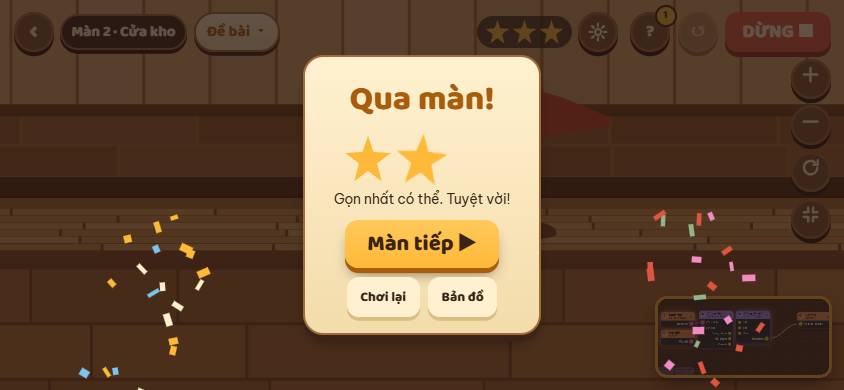 Màn 2 · Cửa kho
Đề bài
?
1
DỪNG
Qua màn!
Gọn nhất có thể. Tuyệt vời!
Màn tiếp
Chơi lại
Bản đồ